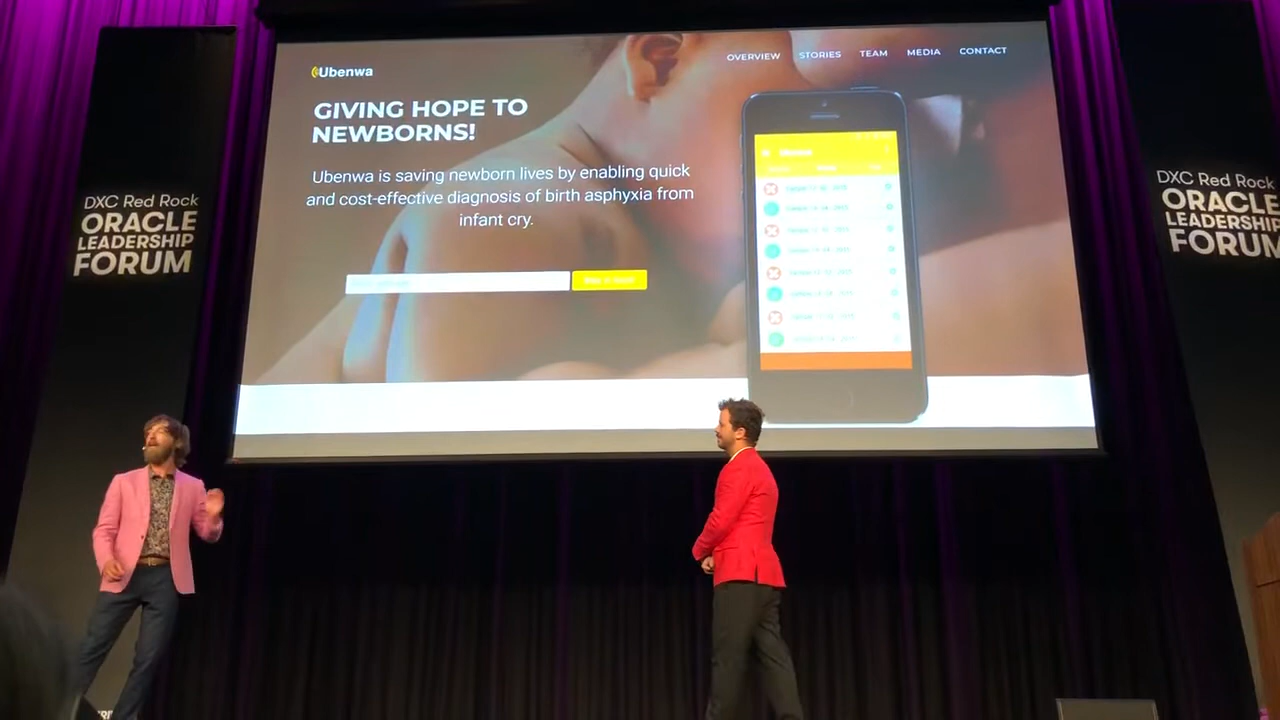 Ubenwa
OVERVIEW STORIES TEAM MEDIA CONTACT
GIVING HOPE TO
NEWBORNS!
Ubenwa is saving newborn lives by enabling quick
and cost-effective diagnosis of birth asphyxia from
infant cry.
DXC Red Rock
ORACLE
LEADERSHIP
FORUM
DXC Red Rock
ORACLE
LEADERSHIP
FORUM